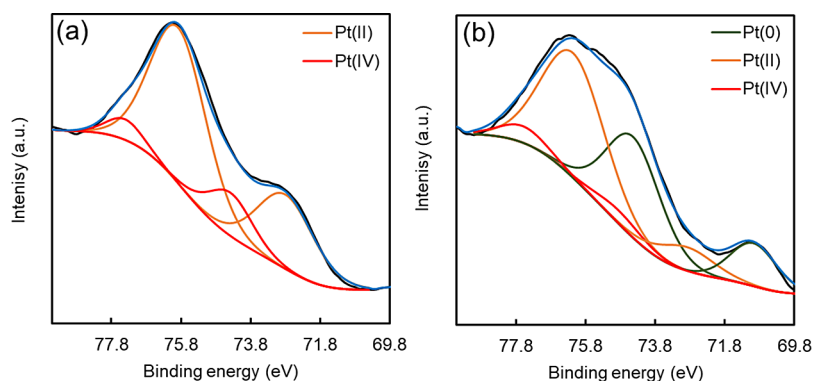 (a)
Pt(II)
Pt(IV)
Intenisy (a.u.)
77.8 75.8 73.8 71.8 69.8
Binding energy (eV)
(b)
Pt(0)
Pt(II)
Pt(IV)
Intenisy (a.u.)
77.8 75.8 73.8 71.8 69.8
Binding energy (eV)